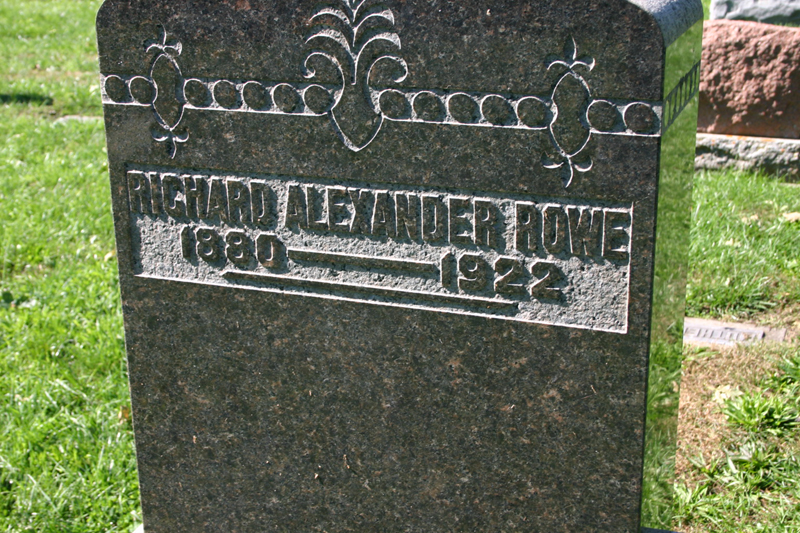 RICHARD ALEXANDER ROWE
1880 — 1922